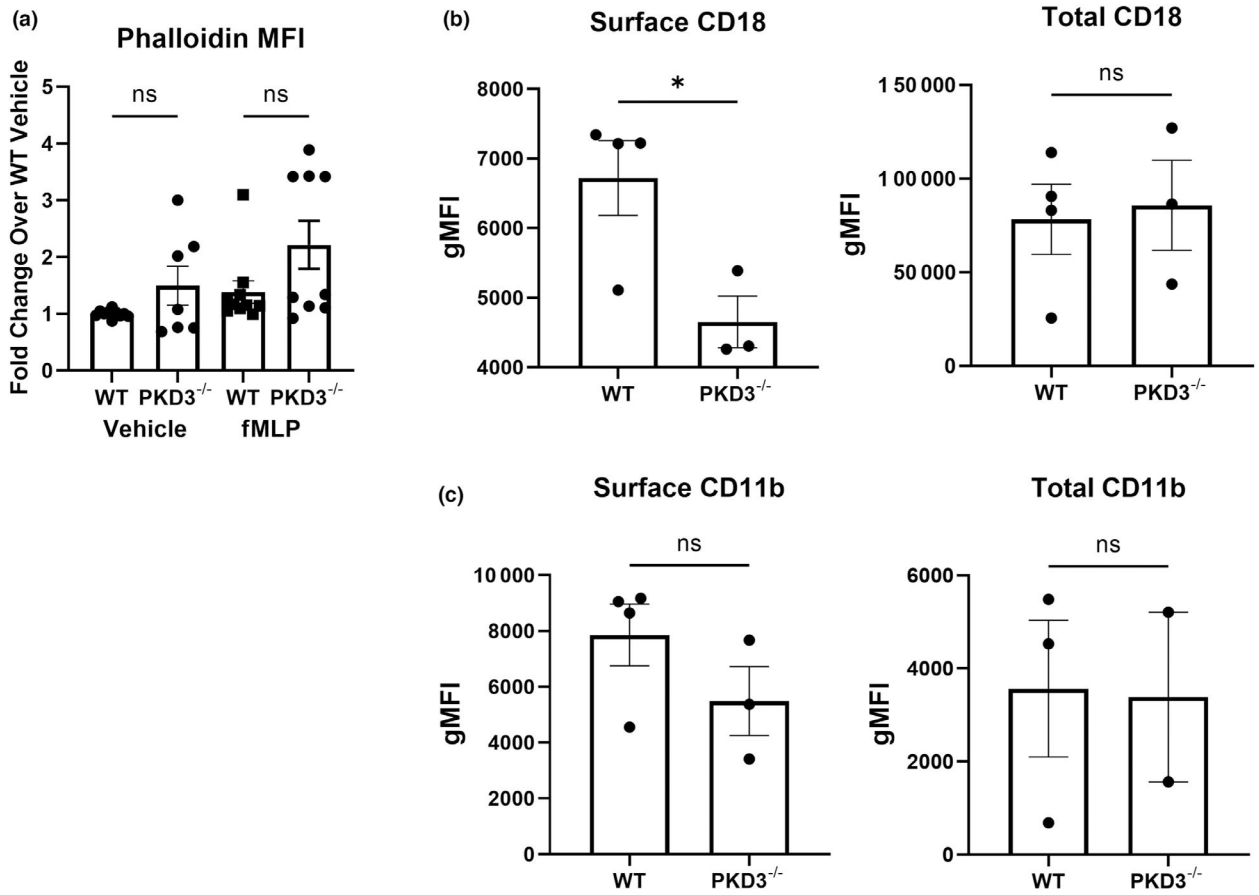 (a)
Phalloidin MFI
Fold Change Over WT Vehicle
5
4
3
2
1
0
ns
ns
WT PKD3-/- WT PKD3-/-
Vehicle fMLP
(b)
Surface CD18
gMFI
8000
7000
6000
5000
4000
*
WT PKD3-/-
Total CD18
gMFI
1 50 000
100 000
50 000
0
ns
WT PKD3-/-
(c)
Surface CD11b
gMFI
10 000
8000
6000
4000
2000
0
ns
WT PKD3-/-
Total CD11b
gMFI
6000
4000
2000
0
ns
WT PKD3-/-